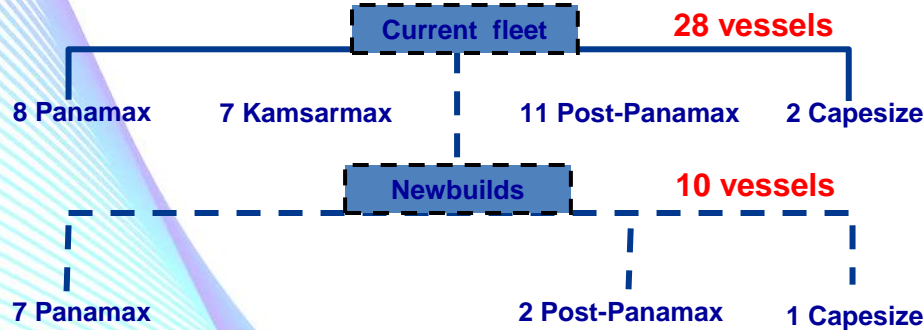 Current fleet
28 vessels
8 Panamax
7 Kamsarmax
11 Post-Panamax
2 Capesize
Newbuilds
10 vessels
7 Panamax
2 Post-Panamax
1 Capesize